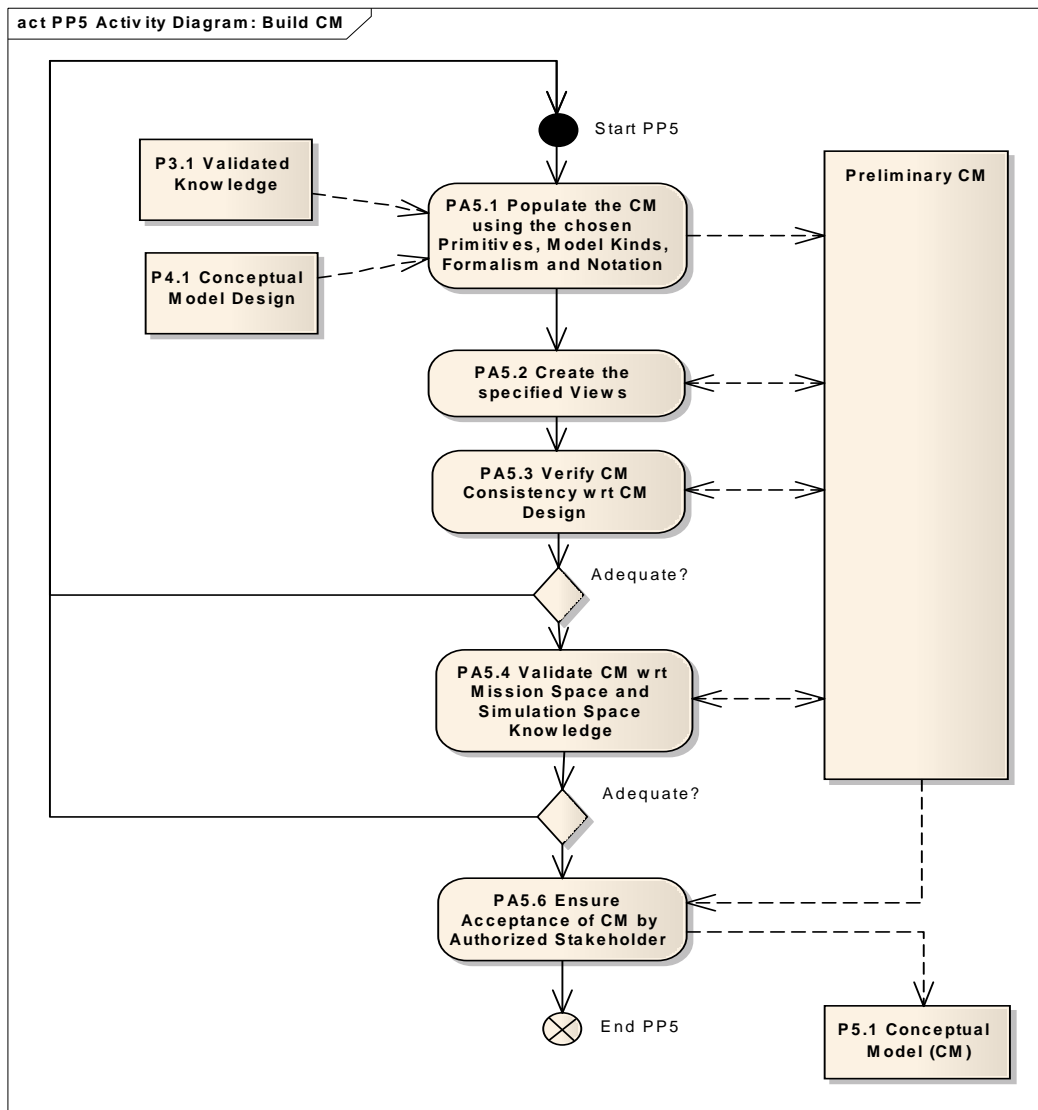 act PP5 Activity Diagram: Build CM
Start PP5
P3.1 Validated
Knowledge
Preliminary CM
PA5.1 Populate the CM
using the chosen
Primitives, Model Kinds,
Formalism and Notation
P4.1 Conceptual
Model Design
PA5.2 Create the
specified Views
PA5.3 Verify CM
Consistency wrt CM
Design
Adequate?
PA5.4 Validate CM wrt
Mission Space and
Simulation Space
Knowledge
Adequate?
PA5.6 Ensure
Acceptance of CM by
Authorized Stakeholder
End PP5
P5.1 Conceptual
Model (CM)